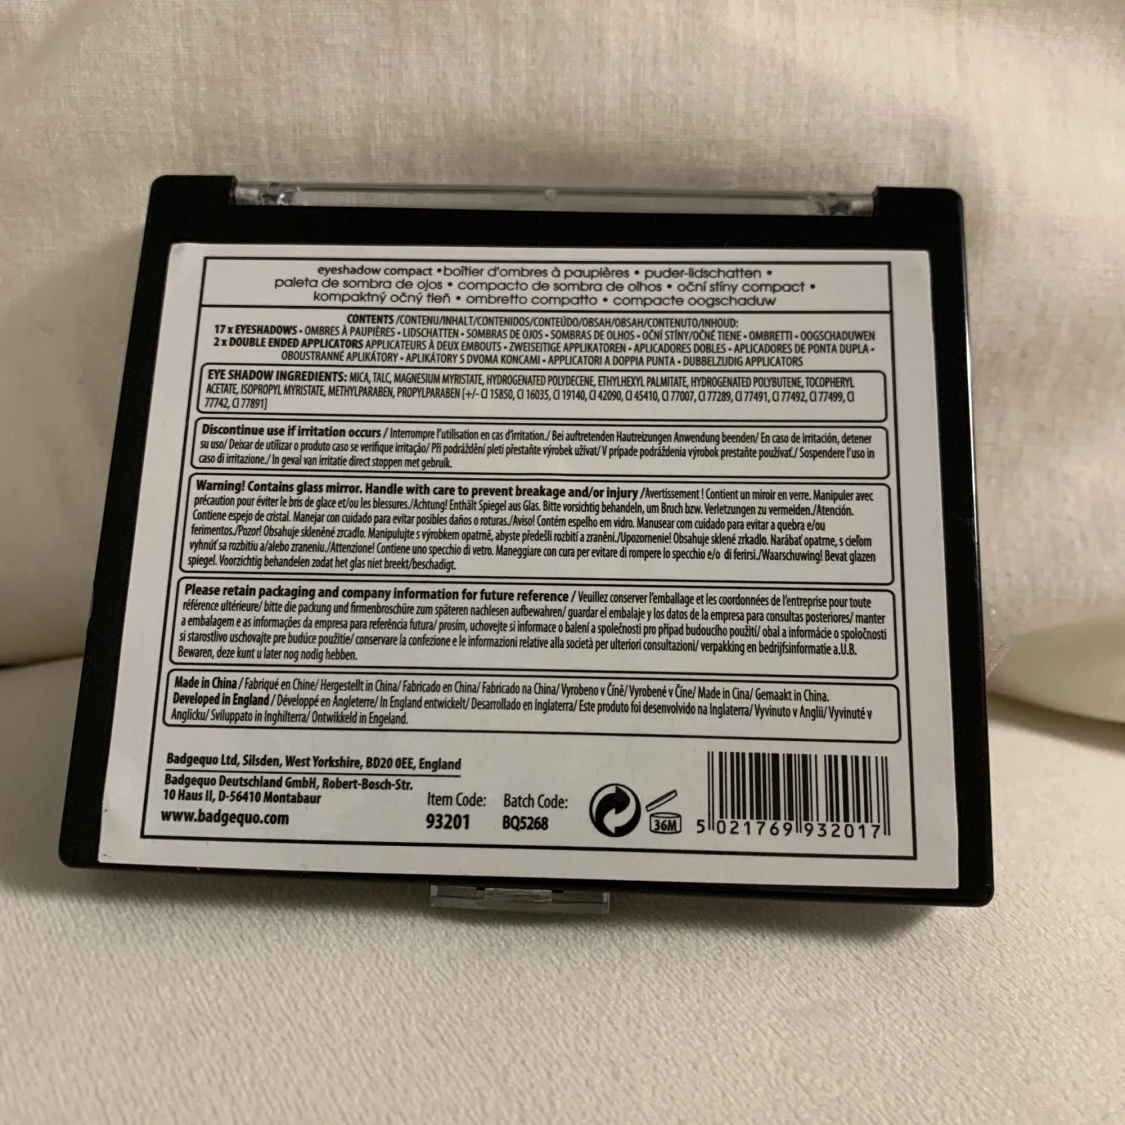 eyeshadow compact • boîtier d'ombres à paupières • puder-lidschatten •
paleta de sombra de ojos • compacto de sombra de olhos • oční stíny compact •
kompaktný očný tieň • ombretto compatto • compacte oogschaduw
CONTENTS /CONTENU/INHALT/CONTENIDOS/CONTEÚDO/OBSAH/OBSAH/CONTENUTO/INHOUD:
17 x EYESHADOWS • OMBRES À PAUPIÈRES • LIDSCHATTEN • SOMBRAS DE OJOS • SOMBRAS DE OLHOS • OČNÍ STÍNY/OČNÉ TIENE • OMBRETTI • OOGSCHADUWEN
2 x DOUBLE ENDED APPLICATORS APPLICATEURS À DEUX EMBOUTS • ZWEISEITIGE APPLIKATOREN • APLICADORES DOBLES • APLICADORES DE PONTA DUPLA •
OBOUSTRANNÉ APLIKÁTORY • APLIKÁTORY S DVOMA KONCAMI • APPLICATORI A DOPPIA PUNTA • DUBBELZIJDIG APPLICATORS
EYE SHADOW INGREDIENTS: MICA, TALC, MAGNESIUM MYRISTATE, HYDROGENATED POLYDECENE, ETHYLHEXYL PALMITATE, HYDROGENATED POLYBUTENE, TOCOPHERYL
ACETATE, ISOPROPYL MYRISTATE, METHYLPARABEN, PROPYLPARABEN [+/- CI 15850, CI 16035, CI 19140, CI 42090, CI 45410, CI 77007, CI 77289, CI 77491, CI 77492, CI 77499, CI
77742, CI 77891]
Discontinue use if irritation occurs / Interrompre l'utilisation en cas d'irritation./ Bei auftretenden Hautreizungen Anwendung beenden/ En caso de irritación, detener
su uso/ Deixar de utilizar o produto caso se verifique irritação/ Při podráždění pleti přestaňte výrobek užívat/ V prípade podráždenia výrobok prestaňte používať./ Sospendere l'uso in
caso di irritazione./ In geval van irritatie direct stoppen met gebruik.
Warning! Contains glass mirror. Handle with care to prevent breakage and/or injury /Avertissement ! Contient un miroir en verre. Manipuler avec
précaution pour éviter le bris de glace et/ou les blessures./Achtung! Enthält Spiegel aus Glas. Bitte vorsichtig behandeln, um Bruch bzw. Verletzungen zu vermeiden./Atención.
Contiene espejo de cristal. Manejar con cuidado para evitar posibles daños o roturas./Aviso! Contém espelho em vidro. Manusear com cuidado para evitar a quebra e/ou
ferimentos./Pozor! Obsahuje skleněné zrcadlo. Manipulujte s výrobkem opatrně, abyste předešli rozbití a zranění./Upozornenie! Obsahuje sklené zrkadlo. Narábať opatrne, s cieľom
vyhnúť sa rozbitiu a/alebo zraneniu./Attenzione! Contiene uno specchio di vetro. Maneggiare con cura per evitare di rompere lo specchio e/o di ferirsi./Waarschuwing! Bevat glazen
spiegel. Voorzichtig behandelen zodat het glas niet breekt/beschadigt.
Please retain packaging and company information for future reference / Veuillez conserver l'emballage et les coordonnées de l'entreprise pour toute
référence ultérieure/ bitte die packung und firmenbroschüre zum späteren nachlesen aufbewahren/ guardar el embalaje y los datos de la empresa para consultas posteriores/ manter
a embalagem e as informações da empresa para referência futura/ prosím, uchovejte si informace o balení a společnosti pro případ budoucího použití/ obal a informácie o spoločnosti
si starostlivo uschovajte pre budúce použitie/ conservare la confezione e le informazioni relative alla società per ulteriori consultazioni/ verpakking en bedrijfsinformatie a.U.B.
Bewaren, deze kunt u later nog nodig hebben.
Made in China / Fabriqué en Chine/ Hergestellt in China/ Fabricado en China/ Fabricado na China/ Vyrobeno v Číně/ Vyrobené v Číne/ Made in Cina/ Gemaakt in China.
Developed in England / Développé en Angleterre/ In England entwickelt/ Desarrollado en Inglaterra/ Este produto foi desenvolvido na Inglaterra/ Vyvinuto v Anglii/ Vyvinuté v
Anglicku/ Sviluppato in Inghilterra/ Ontwikkeld in Engeland.
Badgequo Ltd, Silsden, West Yorkshire, BD20 0EE, England
Badgequo Deutschland GmbH, Robert-Bosch-Str.
10 Haus II, D-56410 Montabaur
www.badgequo.com
Item Code:
93201
Batch Code:
BQ5268
36M
5 021769 932017